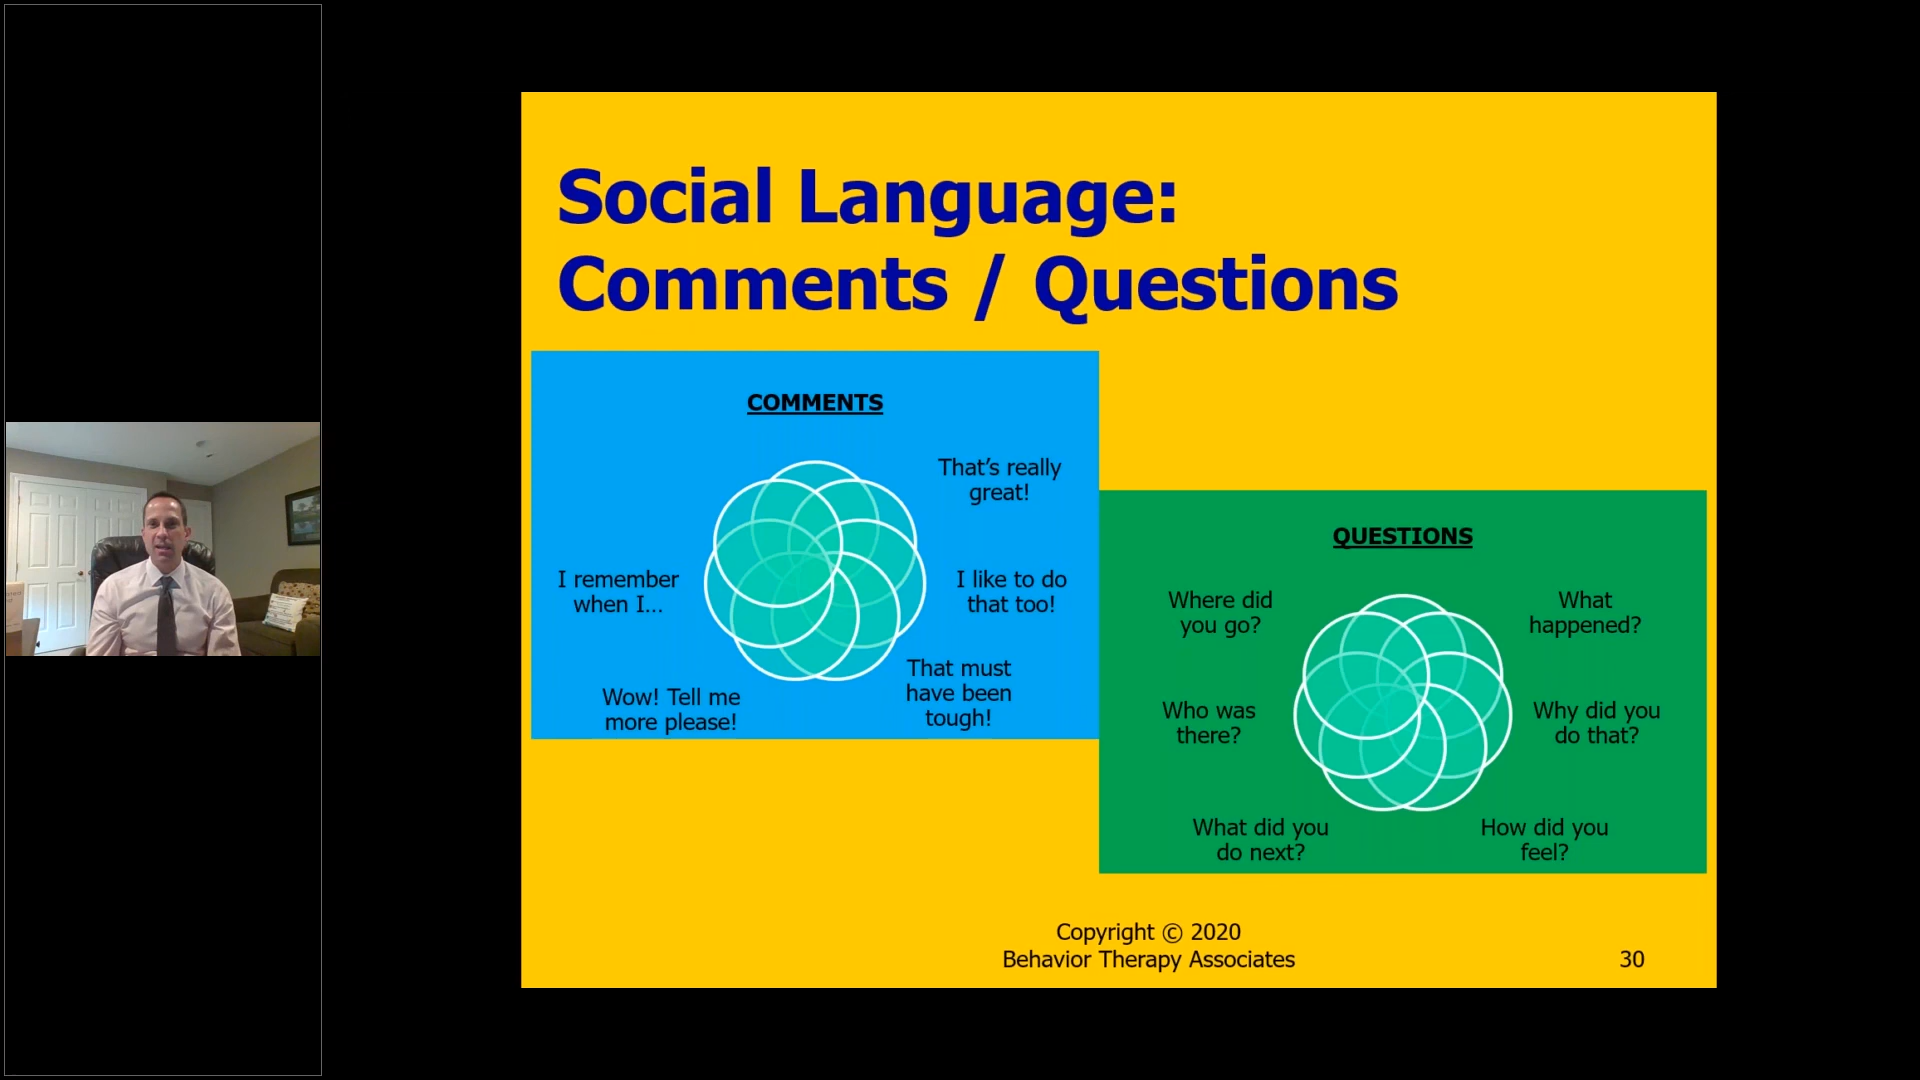 Social Language:
Comments / Questions
COMMENTS
That’s really
great!
I remember
when I...
I like to do
that too!
That must
have been
tough!
Wow! Tell me
more please!
QUESTIONS
Where did
you go?
What
happened?
Who was
there?
Why did you
do that?
What did you
do next?
How did you
feel?
Copyright © 2020
Behavior Therapy Associates
30